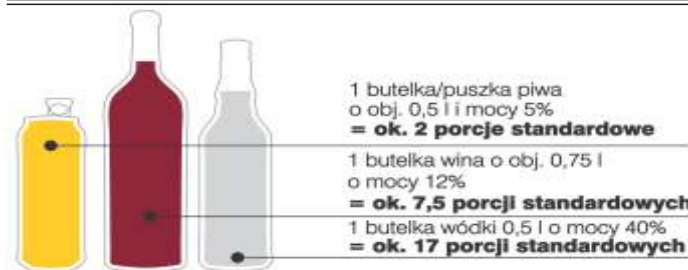 1 butelka/puszka piwa
o obj. 0,5 l i mocy 5%
= ok. 2 porcje standardowe
1 butelka wina o obj. 0,75 l
o mocy 12%
= ok. 7,5 porcji standardowych
1 butelka wódki 0,5 l o mocy 40%
= ok. 17 porcji standardowych